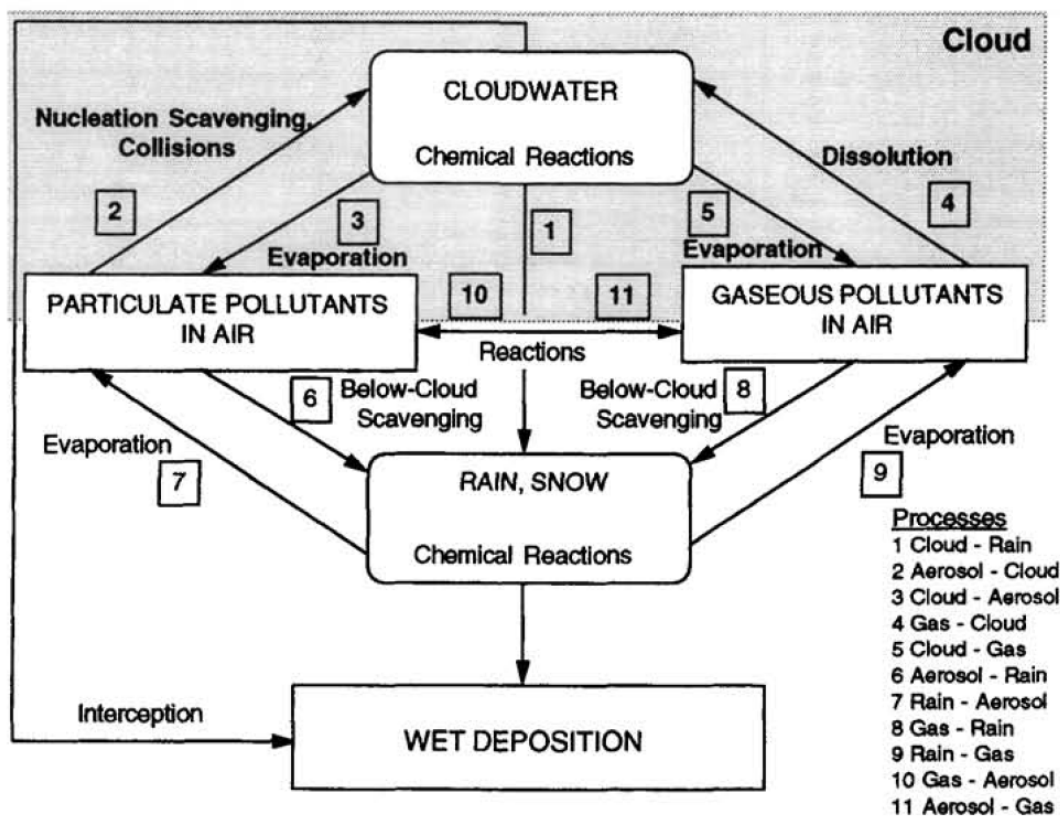 Cloud
CLOUDWATER
Chemical Reactions
Nucleation Scavenging,
Collisions
Dissolution
2
3
1
5
4
Evaporation
Evaporation
PARTICULATE POLLUTANTS
IN AIR
10
11
GASEOUS POLLUTANTS
IN AIR
Reactions
6
Below-Cloud
Scavenging
Below-Cloud
Scavenging
8
Evaporation
7
Evaporation
9
RAIN, SNOW
Chemical Reactions
Processes
1 Cloud - Rain
2 Aerosol - Cloud
3 Cloud - Aerosol
4 Gas - Cloud
5 Cloud - Gas
6 Aerosol - Rain
7 Rain - Aerosol
8 Gas - Rain
9 Rain - Gas
10 Gas - Aerosol
11 Aerosol - Gas
Interception
WET DEPOSITION